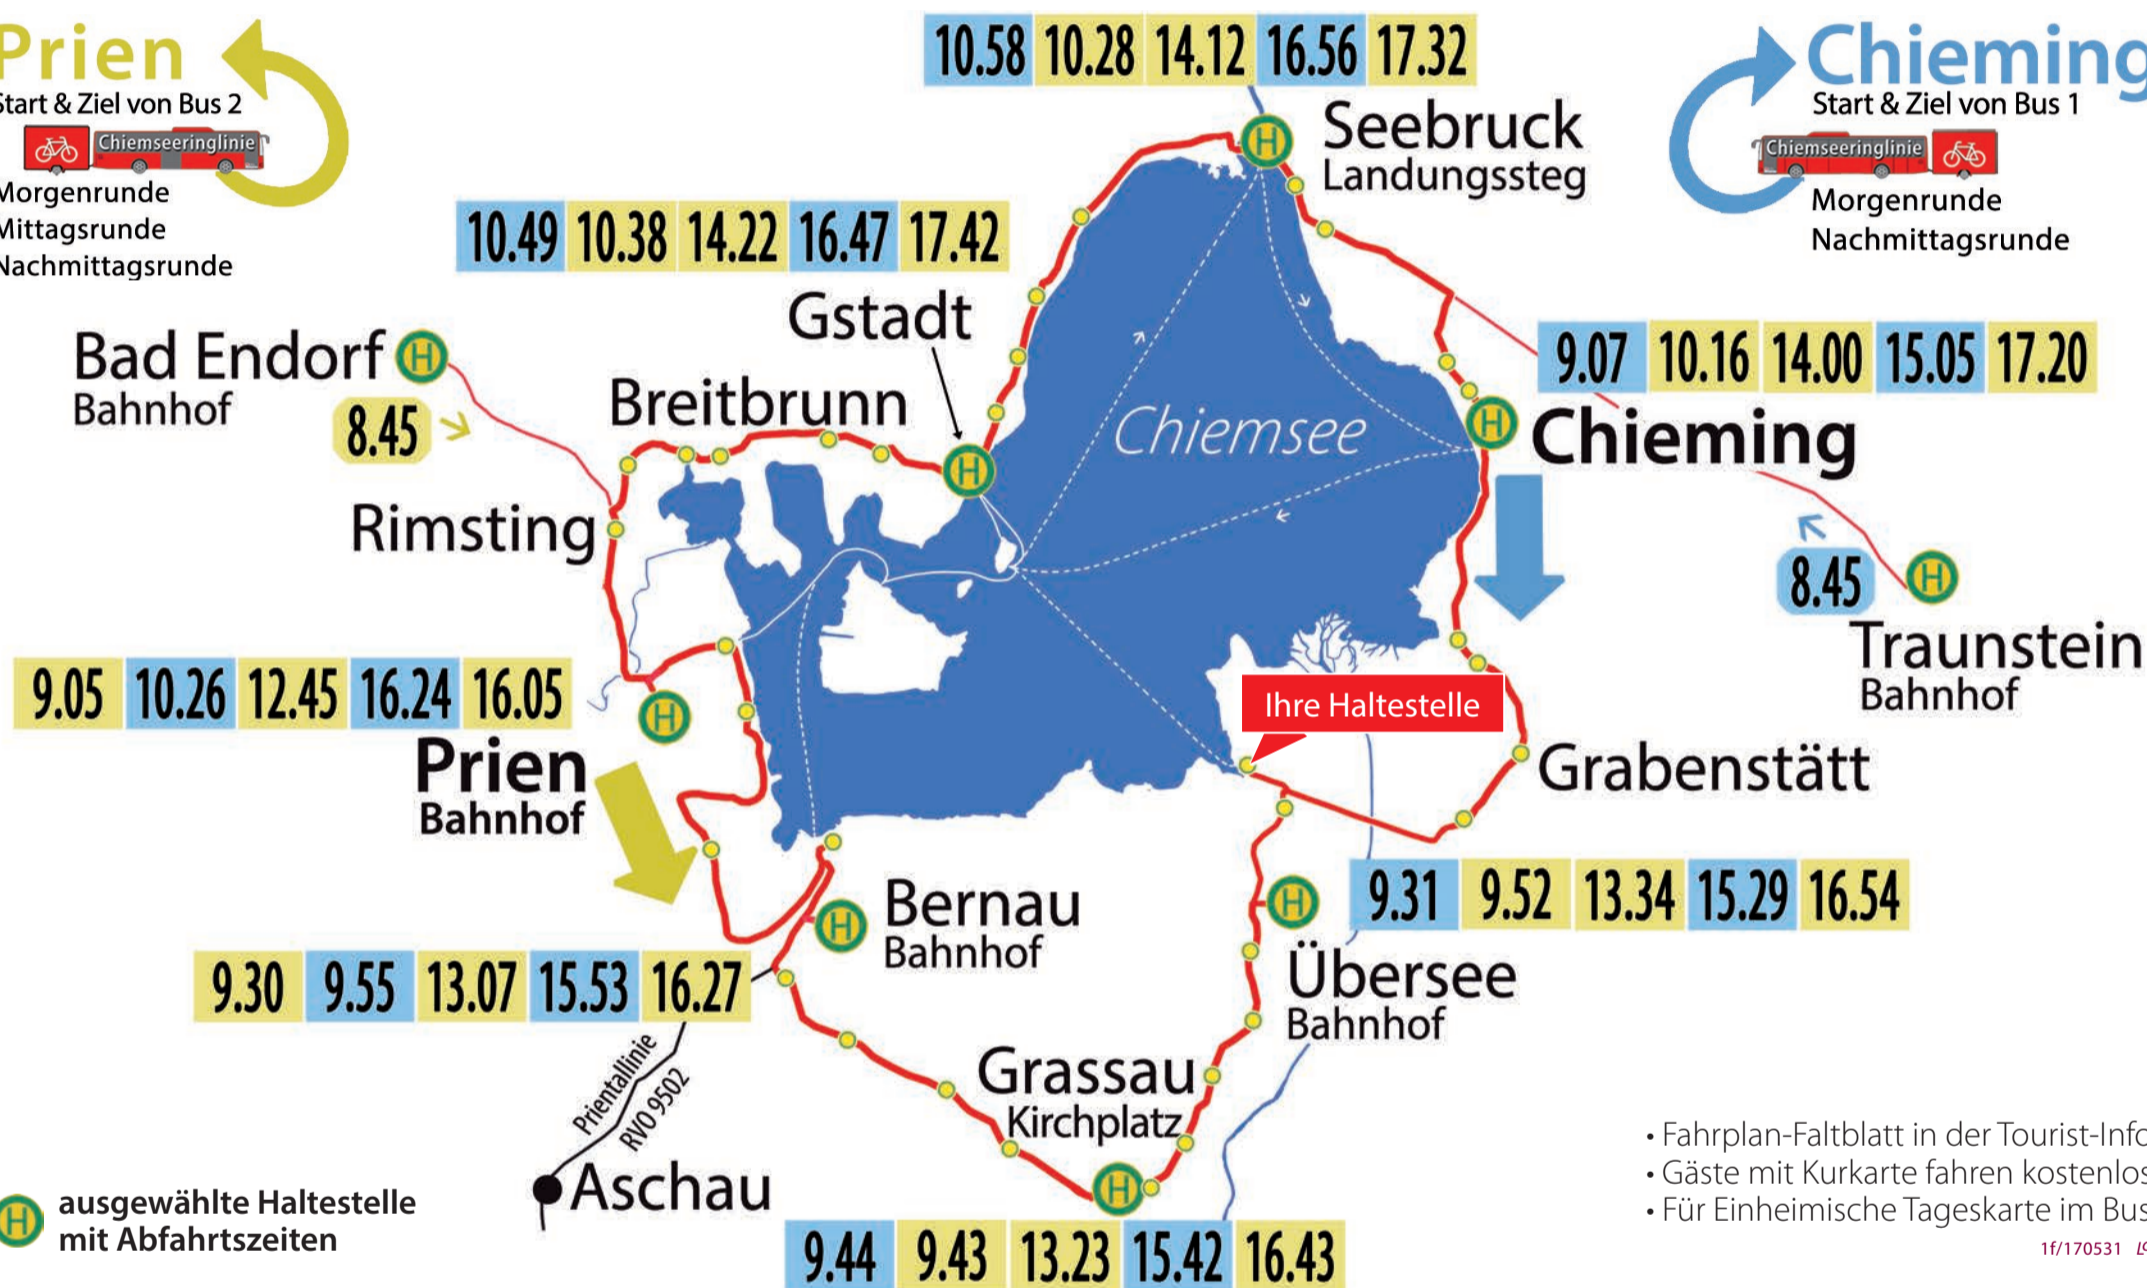 Prien
Start & Ziel von Bus 2
Chiemseeringlinie
Morgenrunde
Mittagsrunde
Nachmittagsrunde
10.58 10.28 14.12 16.56 17.32
Seebruck
Landungssteg
Chieming
Start & Ziel von Bus 1
Chiemseeringlinie
Morgenrunde
Nachmittagsrunde
10.49 10.38 14.22 16.47 17.42
Gstadt
Bad Endorf H
Bahnhof
8.45
Breitbrunn
H
H
Chiemsee
9.07 10.16 14.00 15.05 17.20
H Chieming
Rimsting
8.45 H
Traunstein
Bahnhof
9.05 10.26 12.45 16.24 16.05
H
Prien
Bahnhof
Ihre Haltestelle
Grabenstätt
H Bernau
Bahnhof
H
9.31 9.52 13.34 15.29 16.54
Übersee
Bahnhof
9.30 9.55 13.07 15.53 16.27
Prientallinie
RVO 9502
Aschau
Grassau
Kirchplatz
H
9.44 9.43 13.23 15.42 16.43
H ausgewählte Haltestelle
mit Abfahrtszeiten
• Fahrplan-Faltblatt in der Tourist-Info
• Gäste mit Kurkarte fahren kostenlos
• Für Einheimische Tageskarte im Bus
1f/170531